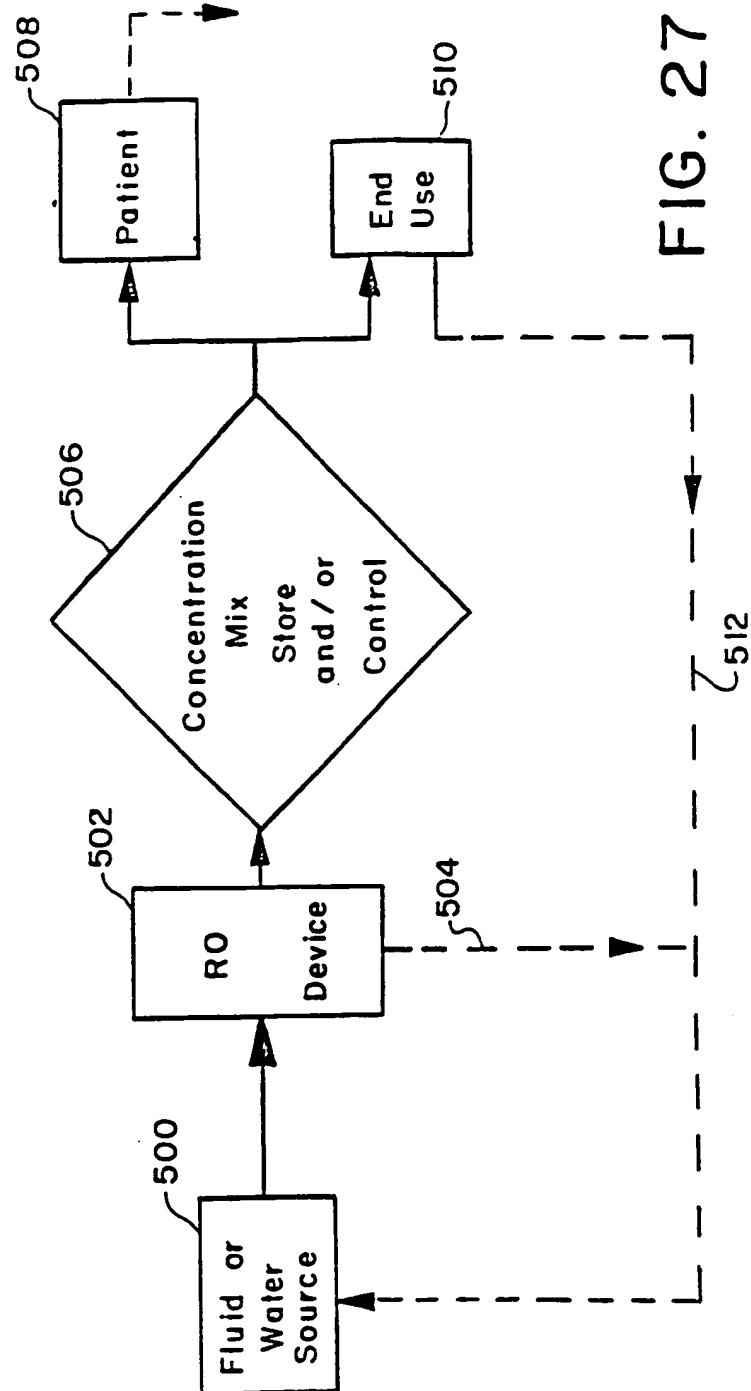 500
Fluid or
Water
Source
502
RO
Device
504
506
Concentration
Mix
Store
and / or
Control
508
Patient
510
End
Use
512
FIG. 27